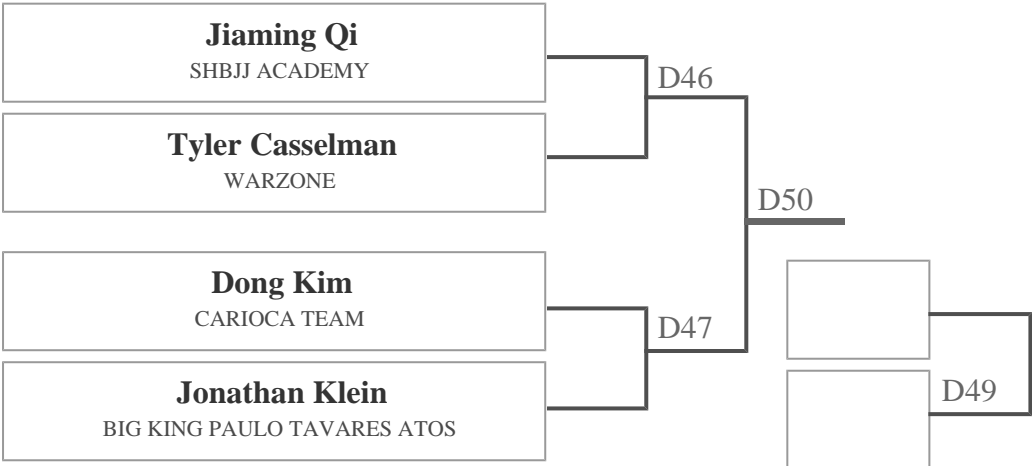 Jiaming Qi
SHBJJ ACADEMY
D46
Tyler Casselman
WARZONE
D50
Dong Kim
CARIOCA TEAM
D47
Jonathan Klein
BIG KING PAULO TAVARES ATOS
D49